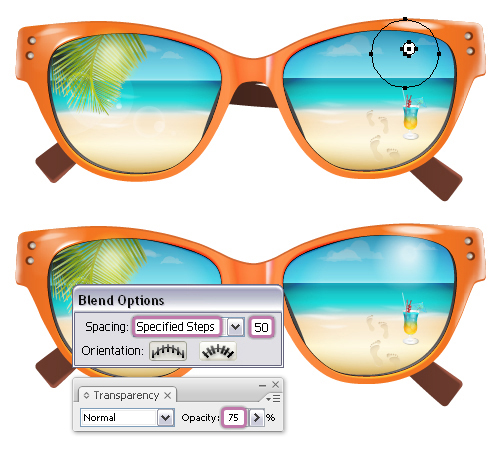 Blend Options
Spacing: Specified Steps 50
Orientation:
Transparency
Normal Opacity: 75 %